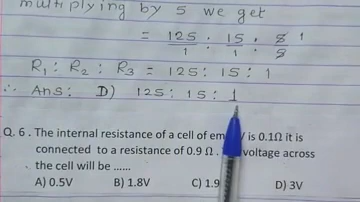 multiplying by 5 we get
= 125/1 : 15/1 : 5/5 1
R₁ : R₂ : R₃ = 125 : 15 : 1
∴ Ans: D) 125 : 15 : 1
Q. 6 . The internal resistance of a cell of em is 0.1Ω it is
connected to a resistance of 0.9 Ω . voltage across
the cell will be ......
A) 0.5V B) 1.8V C) 1.9 D) 3V